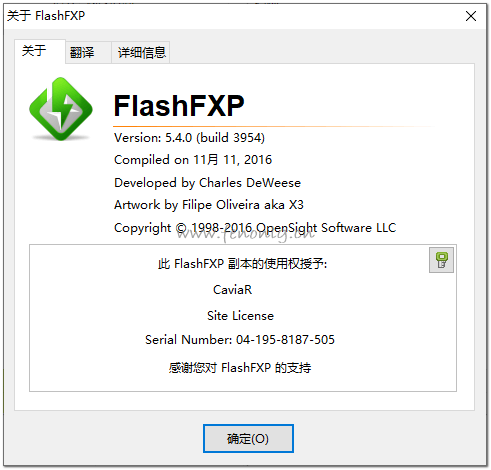 关于 FlashFXP
关于
翻译
详细信息
FlashFXP
Version: 5.4.0 (build 3954)
Compiled on 11月 11, 2016
Developed by Charles DeWeese
Artwork by Filipe Oliveira aka X3
Copyright © 1998-2016 OpenSight Software LLC
此 FlashFXP 副本的使用权授予:
CaviaR
Site License
Serial Number: 04-195-8187-505
感谢您对 FlashFXP 的支持
确定(O)